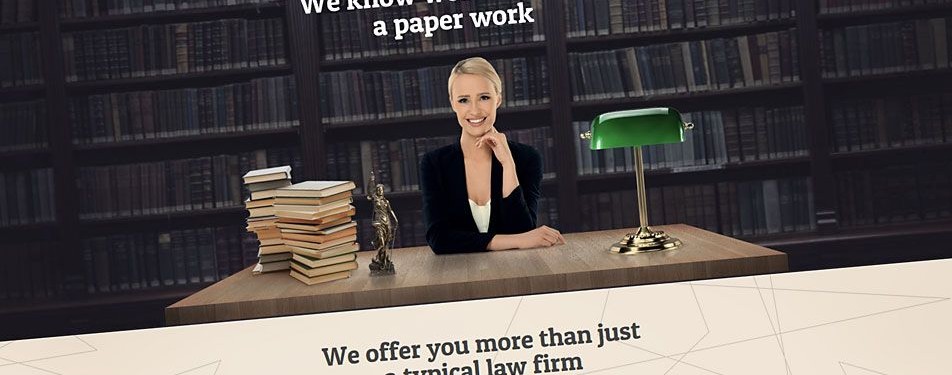 We know
a paper work
We offer you more than just
a typical law firm